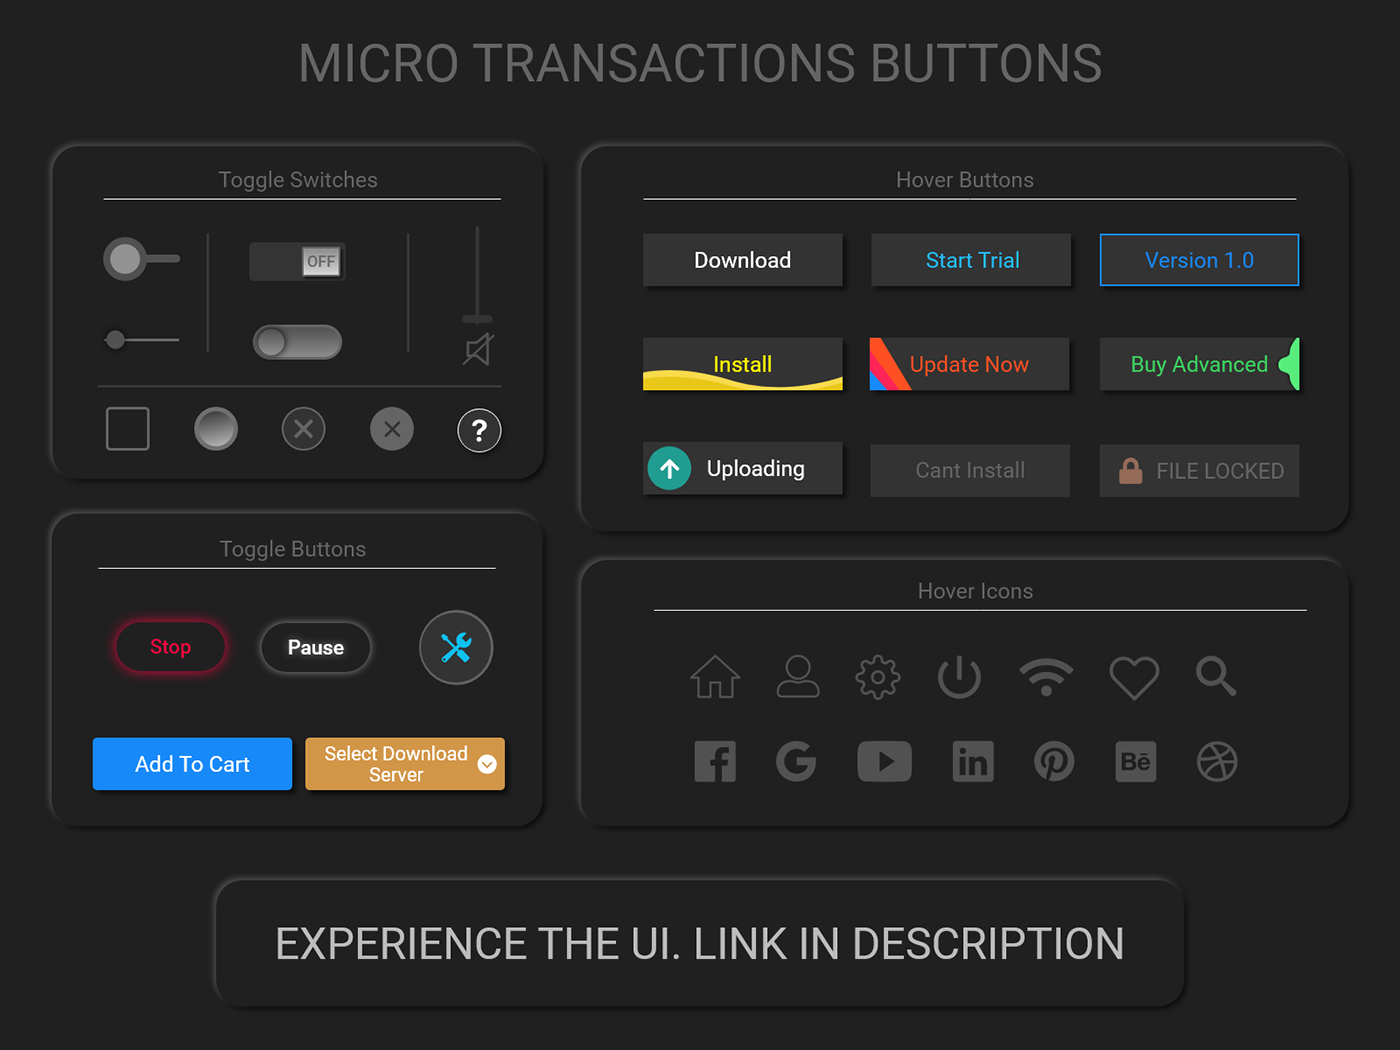 MICRO TRANSACTIONS BUTTONS
Toggle Switches
OFF
?
Hover Buttons
Download
Start Trial
Version 1.0
Install
Update Now
Buy Advanced
Uploading
Cant Install
FILE LOCKED
Toggle Buttons
Stop
Pause
Add To Cart
Select Download
Server
Hover Icons
f
G
in
Bē
EXPERIENCE THE UI. LINK IN DESCRIPTION